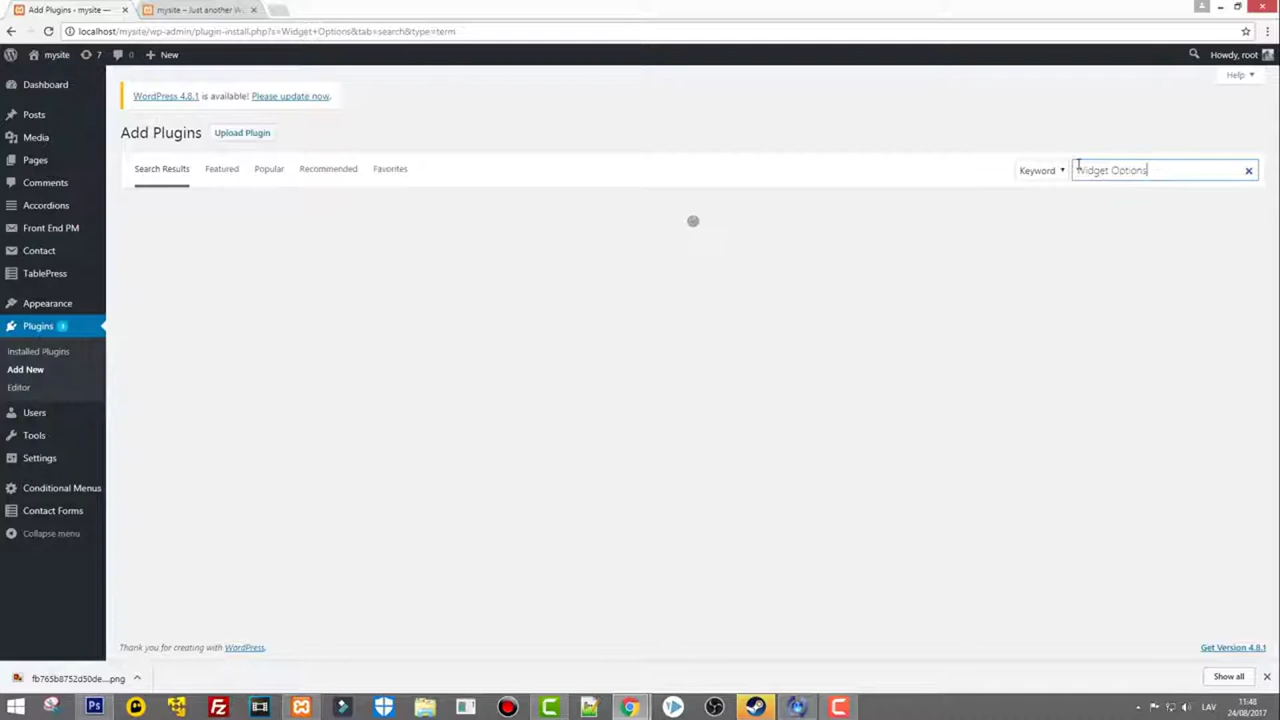 Add Plugins ‹ mysite —
mysite – Just another W
localhost/mysite/wp-admin/plugin-install.php?s=Widget+Options&tab=search&type=term
mysite
7
0
New
Howdy, root
Dashboard
Posts
Media
Pages
Comments
Accordions
Front End PM
Contact
TablePress
Appearance
Plugins 1
Installed Plugins
Add New
Editor
Users
Tools
Settings
Conditional Menus
Contact Forms
Collapse menu
Help
WordPress 4.8.1 is available! Please update now.
Add Plugins
Upload Plugin
Search Results
Featured
Popular
Recommended
Favorites
Keyword
Widget Options
Thank you for creating with WordPress.
Get Version 4.8.1
fb765b8752d50de....png
Show all
Ps
LAV
11:48
24/08/2017